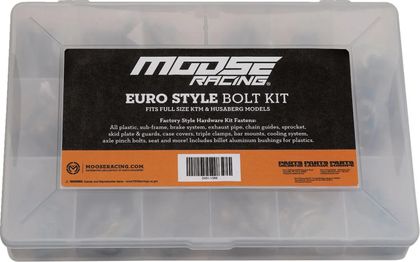 MOOSE
RACING®
EURO STYLE BOLT KIT
FITS FULL SIZE KTM & HUSABERG MODELS
Factory Style Hardware Kit Fastens:
All plastic, sub-frame, brake system, exhaust pipe, chain guides, sprocket,
skid plate & guards, case covers, triple clamps, bar mounts, cooling system,
axle pinch bolts, seat and more! Includes billet aluminum bushings for plastics.
MOOSERACING.COM
PARTS PARTS